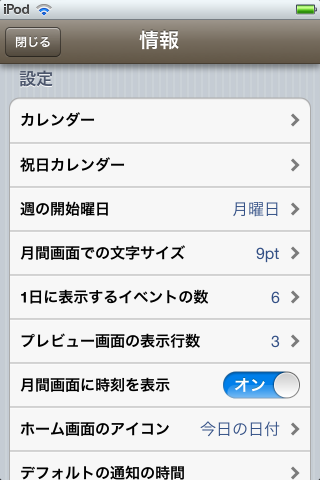 iPod
閉じる
情報
設定
カレンダー
祝日カレンダー
週の開始曜日 月曜日
月間画面での文字サイズ 9pt
1日に表示するイベントの数 6
プレビュー画面の表示行数 3
月間画面に時刻を表示 オン
ホーム画面のアイコン 今日の日付
デフォルトの通知の時間